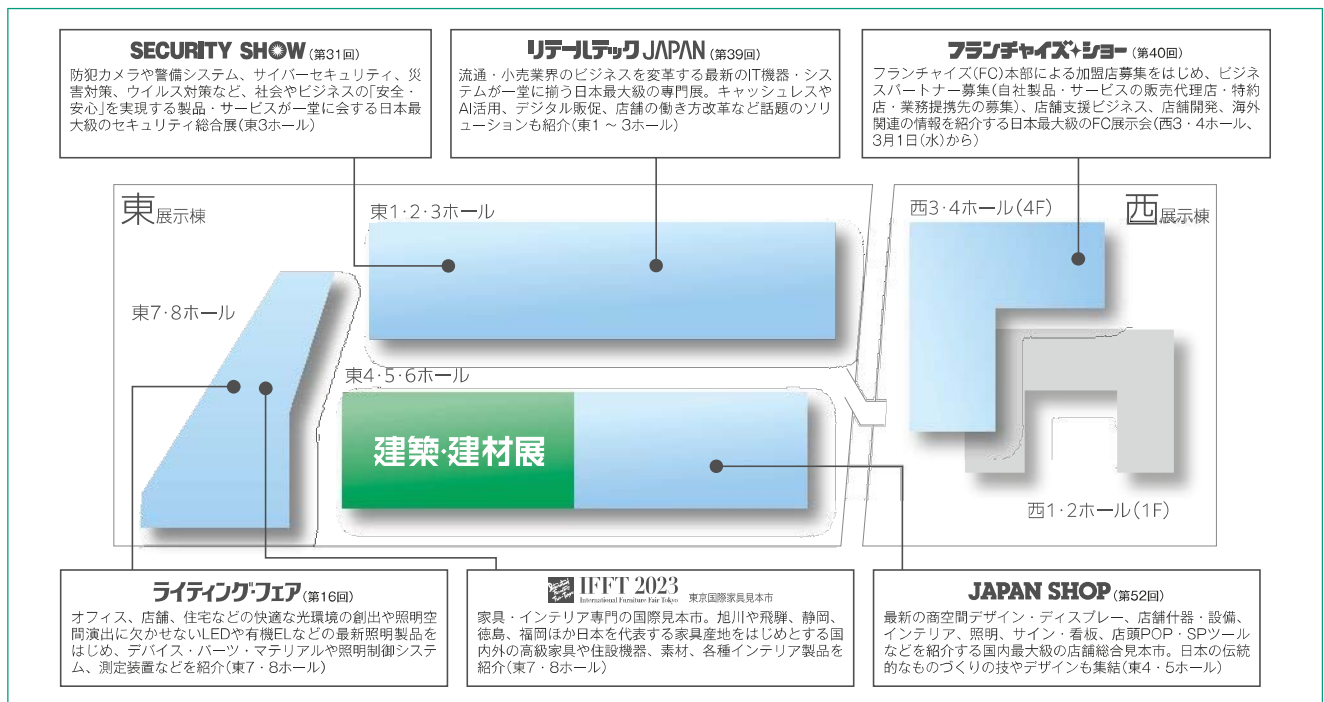 SECURITY SHOW(第31回)
防犯カメラや警備システム、サイバーセキュリティ、災
害対策、ウイルス対策など、社会やビジネスの「安全・
安心」を実現する製品・サービスが一堂に会する日本最
大級のセキュリティ総合展(東3ホール)
リテールテック JAPAN(第39回)
流通・小売業界のビジネスを変革する最新のIT機器・シス
テムが一堂に揃う日本最大級の専門展。キャッシュレスや
AI活用、デジタル販促、店舗の働き方改革など話題のソリ
ューションも紹介(東1 ~ 3ホール)
フランチャイズ・ショー(第40回)
フランチャイズ(FC)本部による加盟店募集をはじめ、ビジネ
スパートナー募集(自社製品・サービスの販売代理店・特約
店・業務提携先の募集)、店舗支援ビジネス、店舗開発、海外
関連の情報を紹介する日本最大級のFC展示会(西3・4ホール、
3月1日(水)から)
東展示棟
東1・2・3ホール
西3・4ホール(4F)
西展示棟
東7・8ホール
東4・5・6ホール
建築・建材展
西1・2ホール(1F)
ライティング・フェア(第16回)
オフィス、店舗、住宅などの快適な光環境の創出や照明空
間演出に欠かせないLEDや有機ELなどの最新照明製品を
はじめ、デバイス・パーツ・マテリアルや照明制御システ
ム、測定装置などを紹介(東7・8ホール)
IFFT 2023 東京国際家具見本市
International Furniture Fair Tokyo
家具・インテリア専門の国際見本市。旭川や飛騨、静岡、
徳島、福岡ほか日本を代表する家具産地をはじめとする国
内外の高級家具や住設機器、素材、各種インテリア製品を
紹介(東7・8ホール)
JAPAN SHOP(第52回)
最新の商空間デザイン・ディスプレー、店舗什器・設備、
インテリア、照明、サイン・看板、店頭POP・SPツール
などを紹介する国内最大級の店舗総合見本市。日本の伝統
的なものづくりの技やデザインも集結(東4・5ホール)